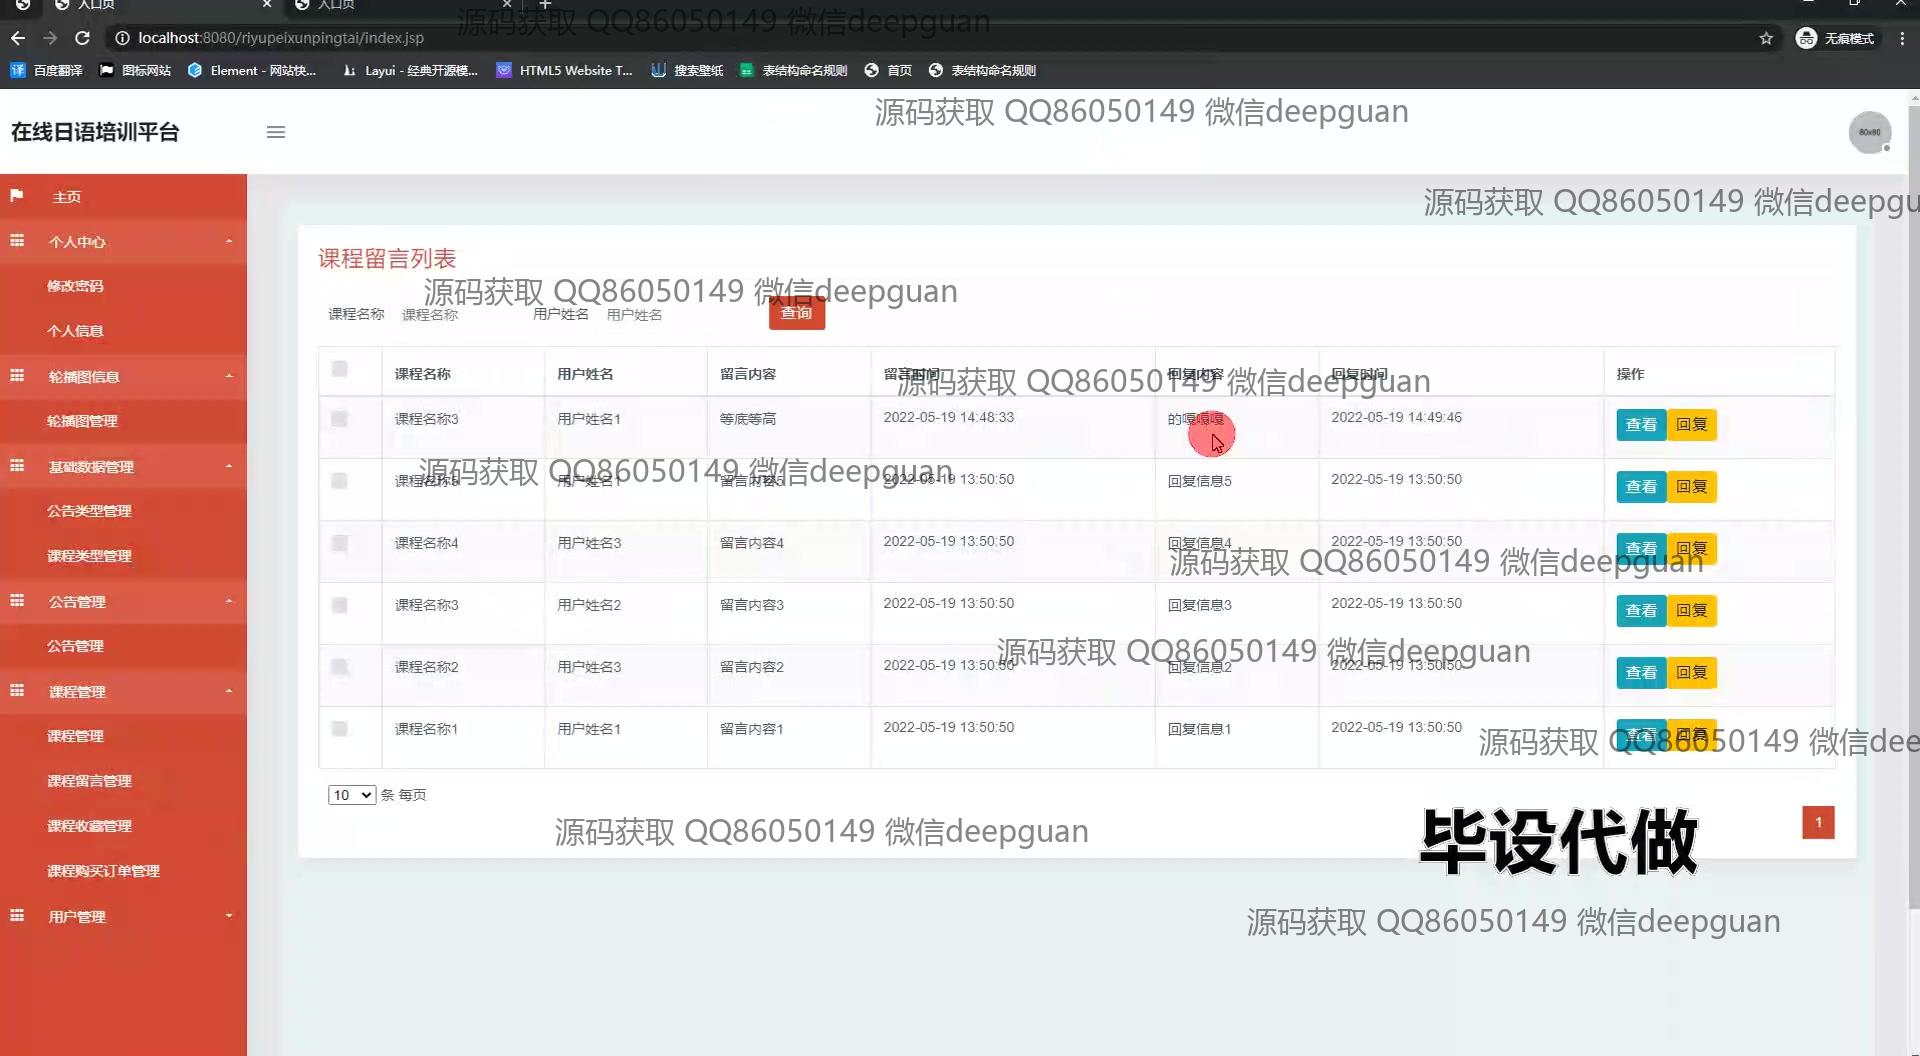 入口页
入口页
源码获取 QQ86050149 微信deepguan
localhost:8080/riyupeixunpingtai/index.jsp
无痕模式
百度翻译 图标网站 Element - 网站快... Layui - 经典开源模... HTML5 Website T... 搜索壁纸 表结构命名规则 首页 表结构命名规则
源码获取 QQ86050149 微信deepguan
在线日语培训平台
80x80
源码获取 QQ86050149 微信deepgu
主页
个人中心
修改密码
个人信息
轮播图信息
轮播图管理
基础数据管理
公告类型管理
课程类型管理
公告管理
公告管理
课程管理
课程管理
课程留言管理
课程收藏管理
课程购买订单管理
用户管理
课程留言列表
源码获取 QQ86050149 微信deepguan
课程名称 课程名称 用户姓名 用户姓名 查询
课程名称 用户姓名 留言内容 留言时间 回复内容 回复时间 操作
源码获取 QQ86050149 微信deepguan
课程名称3 用户姓名1 等底等高 2022-05-19 14:48:33 的嘎嘎嘎 2022-05-19 14:49:46 查看 回复
源码获取 QQ86050149 微信deepguan
课程名称5 用户姓名1 留言内容5 2022-05-19 13:50:50 回复信息5 2022-05-19 13:50:50 查看 回复
课程名称4 用户姓名3 留言内容4 2022-05-19 13:50:50 回复信息4 2022-05-19 13:50:50 查看 回复
源码获取 QQ86050149 微信deepguan
课程名称3 用户姓名2 留言内容3 2022-05-19 13:50:50 回复信息3 2022-05-19 13:50:50 查看 回复
源码获取 QQ86050149 微信deepguan
课程名称2 用户姓名3 留言内容2 2022-05-19 13:50:50 回复信息2 2022-05-19 13:50:50 查看 回复
课程名称1 用户姓名1 留言内容1 2022-05-19 13:50:50 回复信息1 2022-05-19 13:50:50 查看 回复
源码获取 QQ86050149 微信dee
10 条 每页
1
源码获取 QQ86050149 微信deepguan
毕设代做
源码获取 QQ86050149 微信deepguan